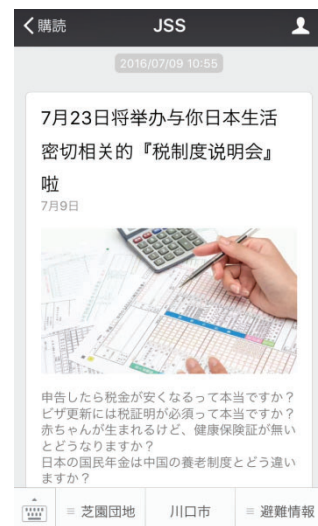 購読
JSS
2016/07/09 10:55
7月23日将举办与你日本生活
密切相关的『税制度说明会』
啦
7月9日
申告したら税金が安くなるって本当ですか？
ビザ更新には税証明が必須って本当ですか？
赤ちゃんが生まれるけど、健康保険証が無い
とどうなりますか？
日本の国民年金は中国の養老制度とどう違い
ますか？
芝園団地
川口市
避難情報